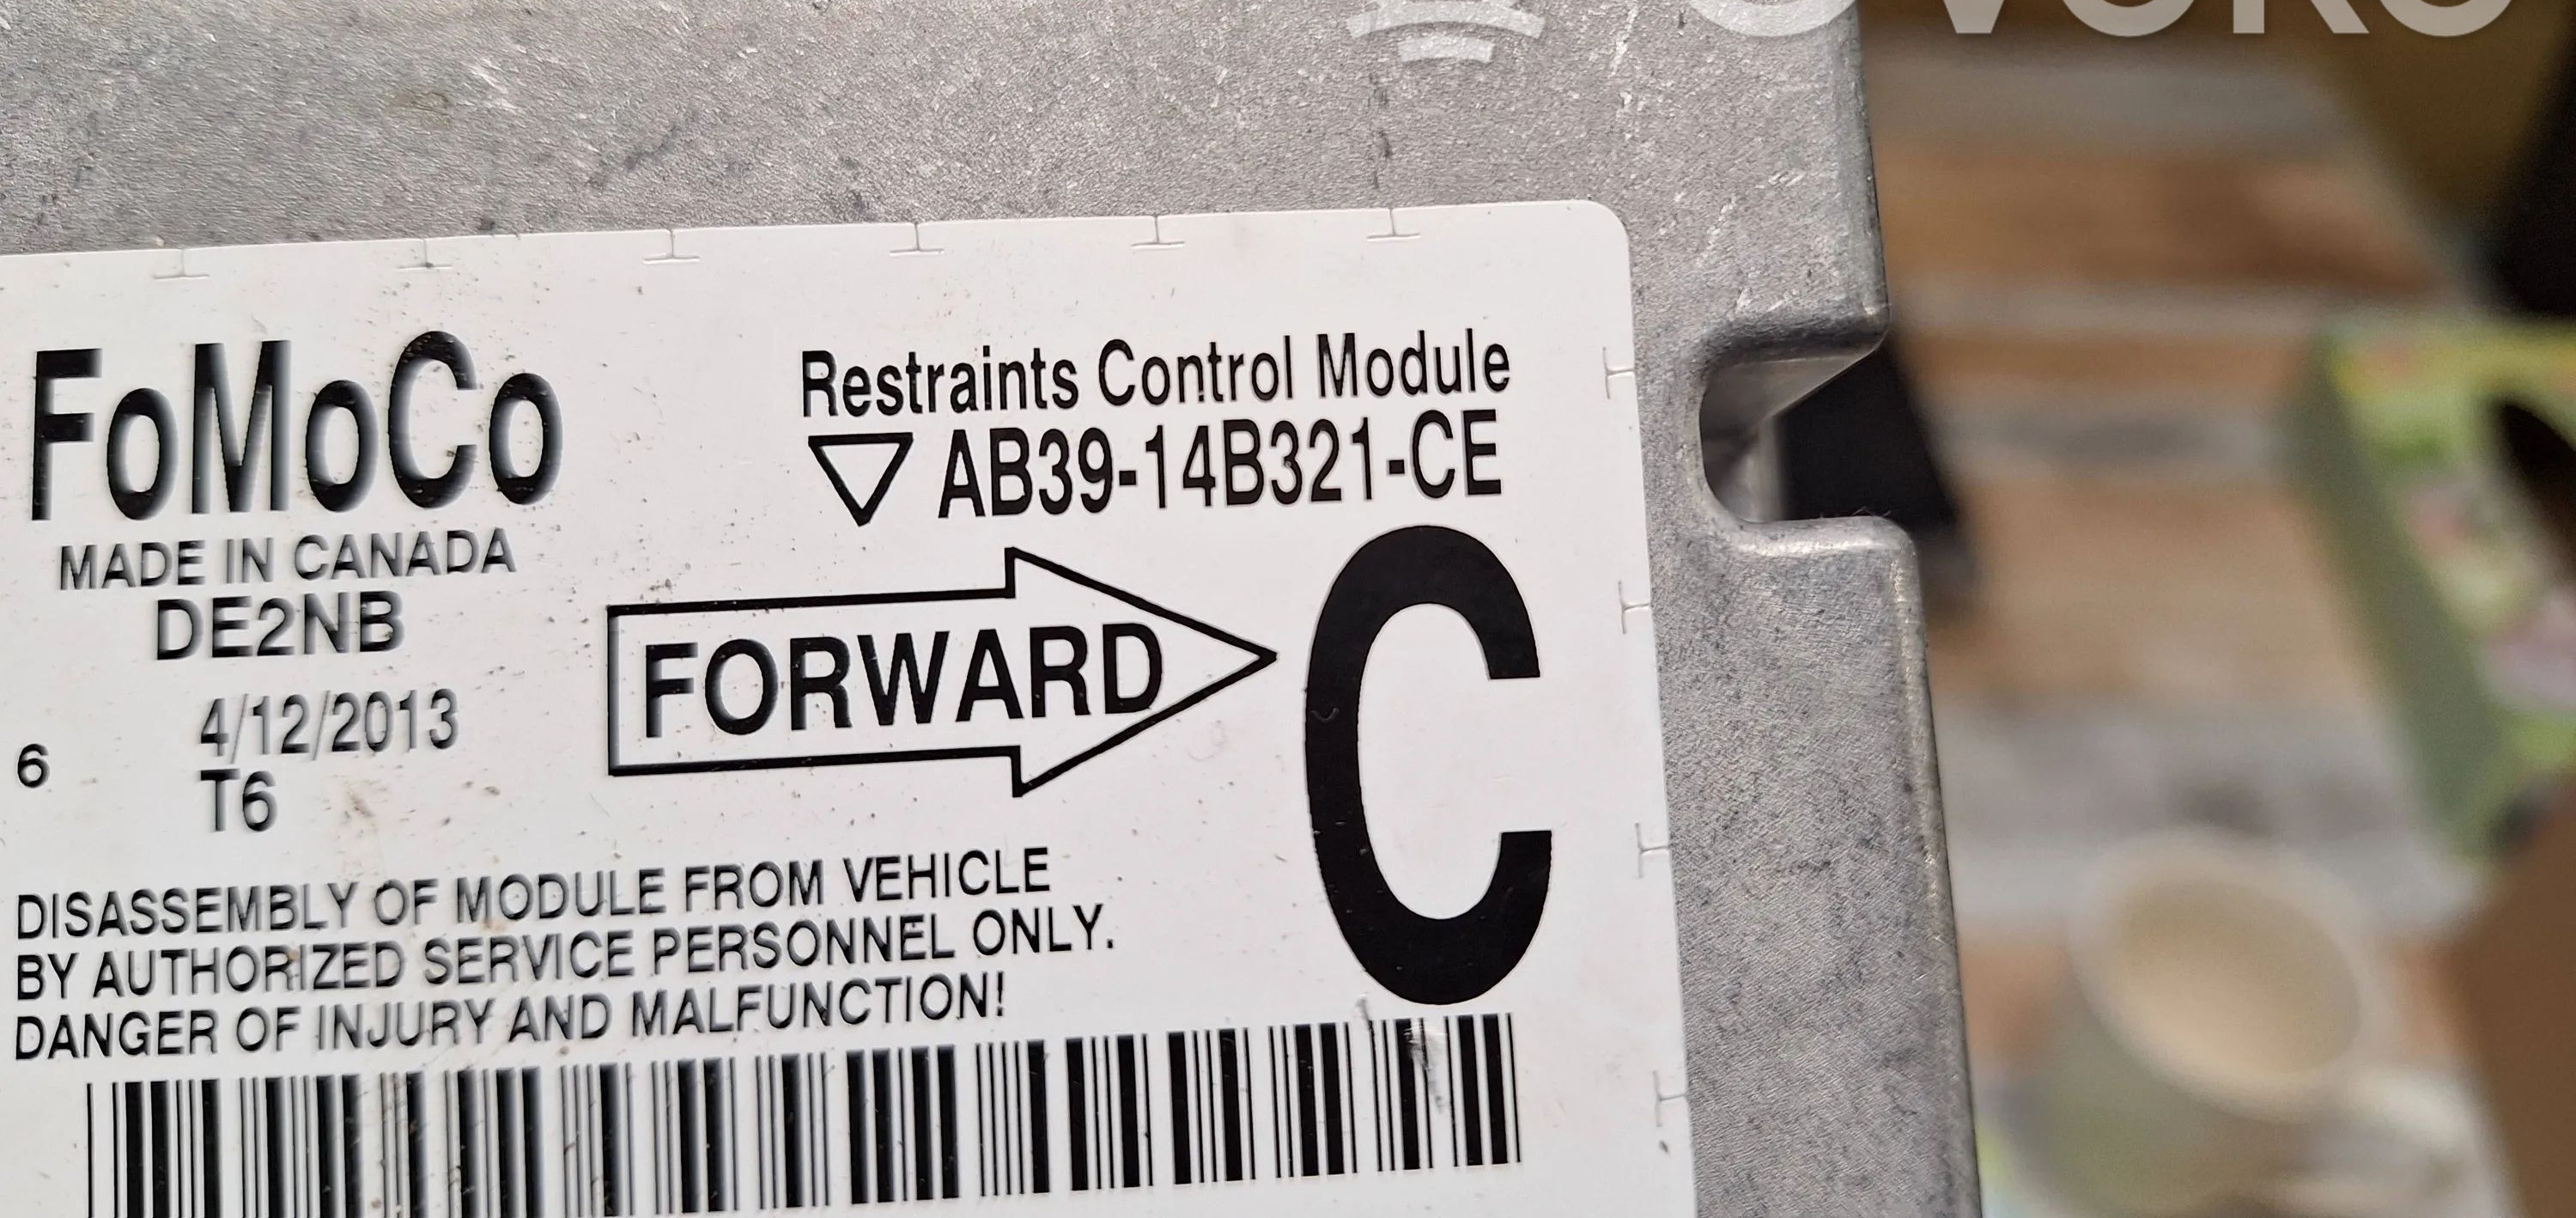 FoMoCo
MADE IN CANADA
DE2NB
4/12/2013
6
T6
Restraints Control Module
AB39-14B321-CE
FORWARD
C
DISASSEMBLY OF MODULE FROM VEHICLE
BY AUTHORIZED SERVICE PERSONNEL ONLY.
DANGER OF INJURY AND MALFUNCTION!